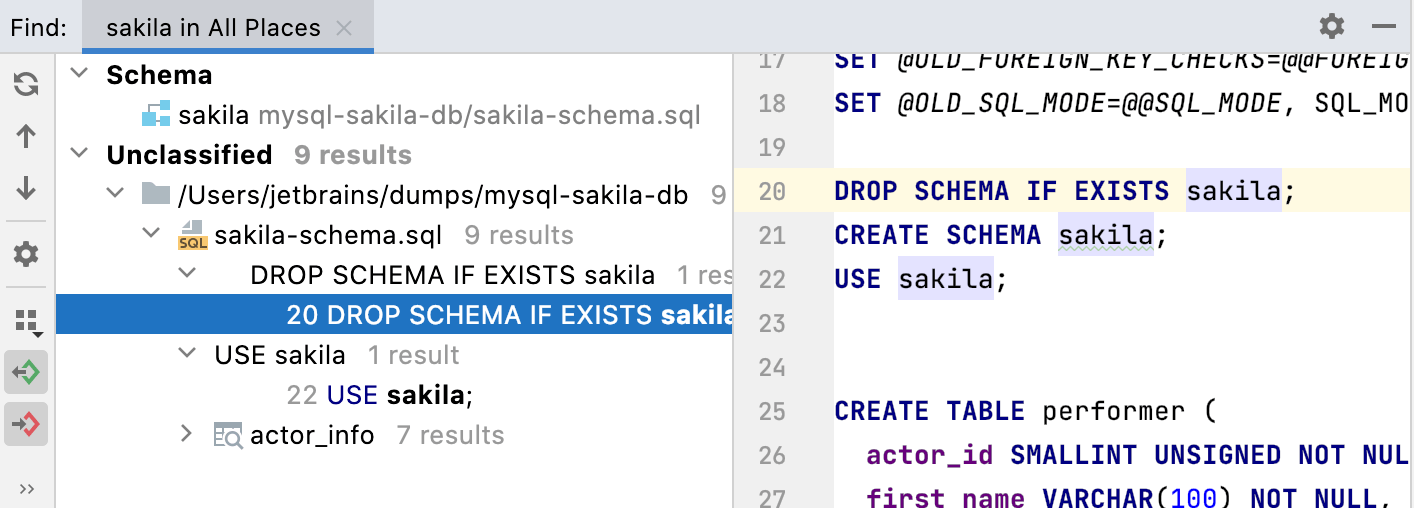 Find: sakila in All Places
Schema
sakila mysql-sakila-db/sakila-schema.sql
Unclassified 9 results
/Users/jetbrains/dumps/mysql-sakila-db 9
SQL sakila-schema.sql 9 results
DROP SCHEMA IF EXISTS sakila 1 res
20 DROP SCHEMA IF EXISTS sakila
USE sakila 1 result
22 USE sakila;
actor_info 7 results
17 SET @OLD_FOREIGN_KEY_CHECKS=@@FOREIG
18 SET @OLD_SQL_MODE=@@SQL_MODE, SQL_MO
19
20 DROP SCHEMA IF EXISTS sakila;
21 CREATE SCHEMA sakila;
22 USE sakila;
23
24
25 CREATE TABLE performer (
26 actor_id SMALLINT UNSIGNED NOT NUL
27 first_name VARCHAR(100) NOT NULL,